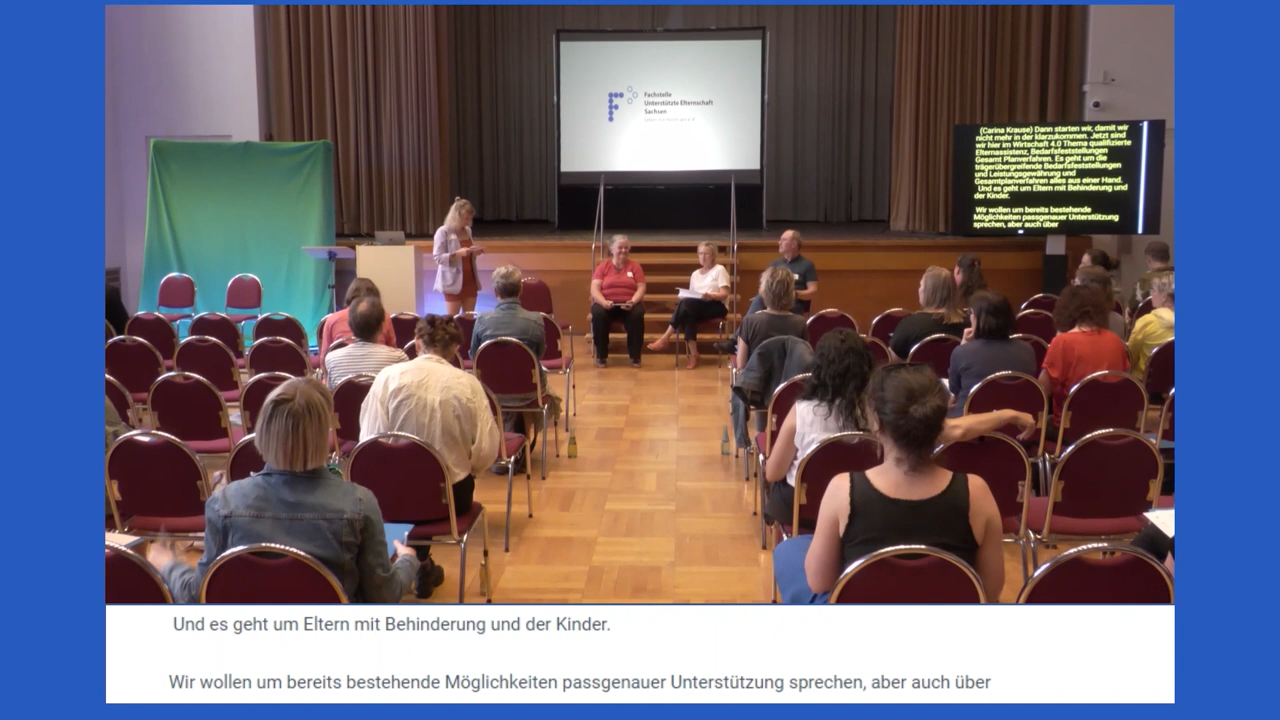 Fachstelle
Unterstützte Elternschaft
Sachsen
(Carina Krause) Dann starten wir, damit wir
nicht mehr in der klarzukommen. Jetzt sind
wir hier im Wirtschaft 4.0 Thema qualifizierte
Elternassistenz, Bedarfsfeststellungen
Gesamt Planverfahren. Es geht um die
trägerübergreifende Bedarfsfeststellungen
und Leistungsgewährung und
Gesamtplanverfahren alles aus einer Hand.
Und es geht um Eltern mit Behinderung und
der Kinder.
Wir wollen um bereits bestehende
Möglichkeiten passgenauer Unterstützung
sprechen, aber auch über
Und es geht um Eltern mit Behinderung und der Kinder.
Wir wollen um bereits bestehende Möglichkeiten passgenauer Unterstützung sprechen, aber auch über